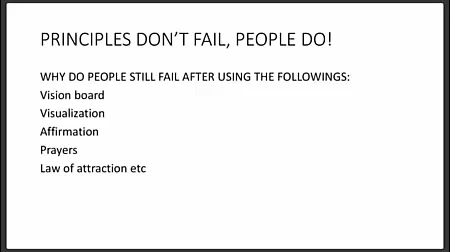 PRINCIPLES DON'T FAIL, PEOPLE DO!
WHY DO PEOPLE STILL FAIL AFTER USING THE FOLLOWINGS:
Vision board
Visualization
Affirmation
Prayers
Law of attraction etc